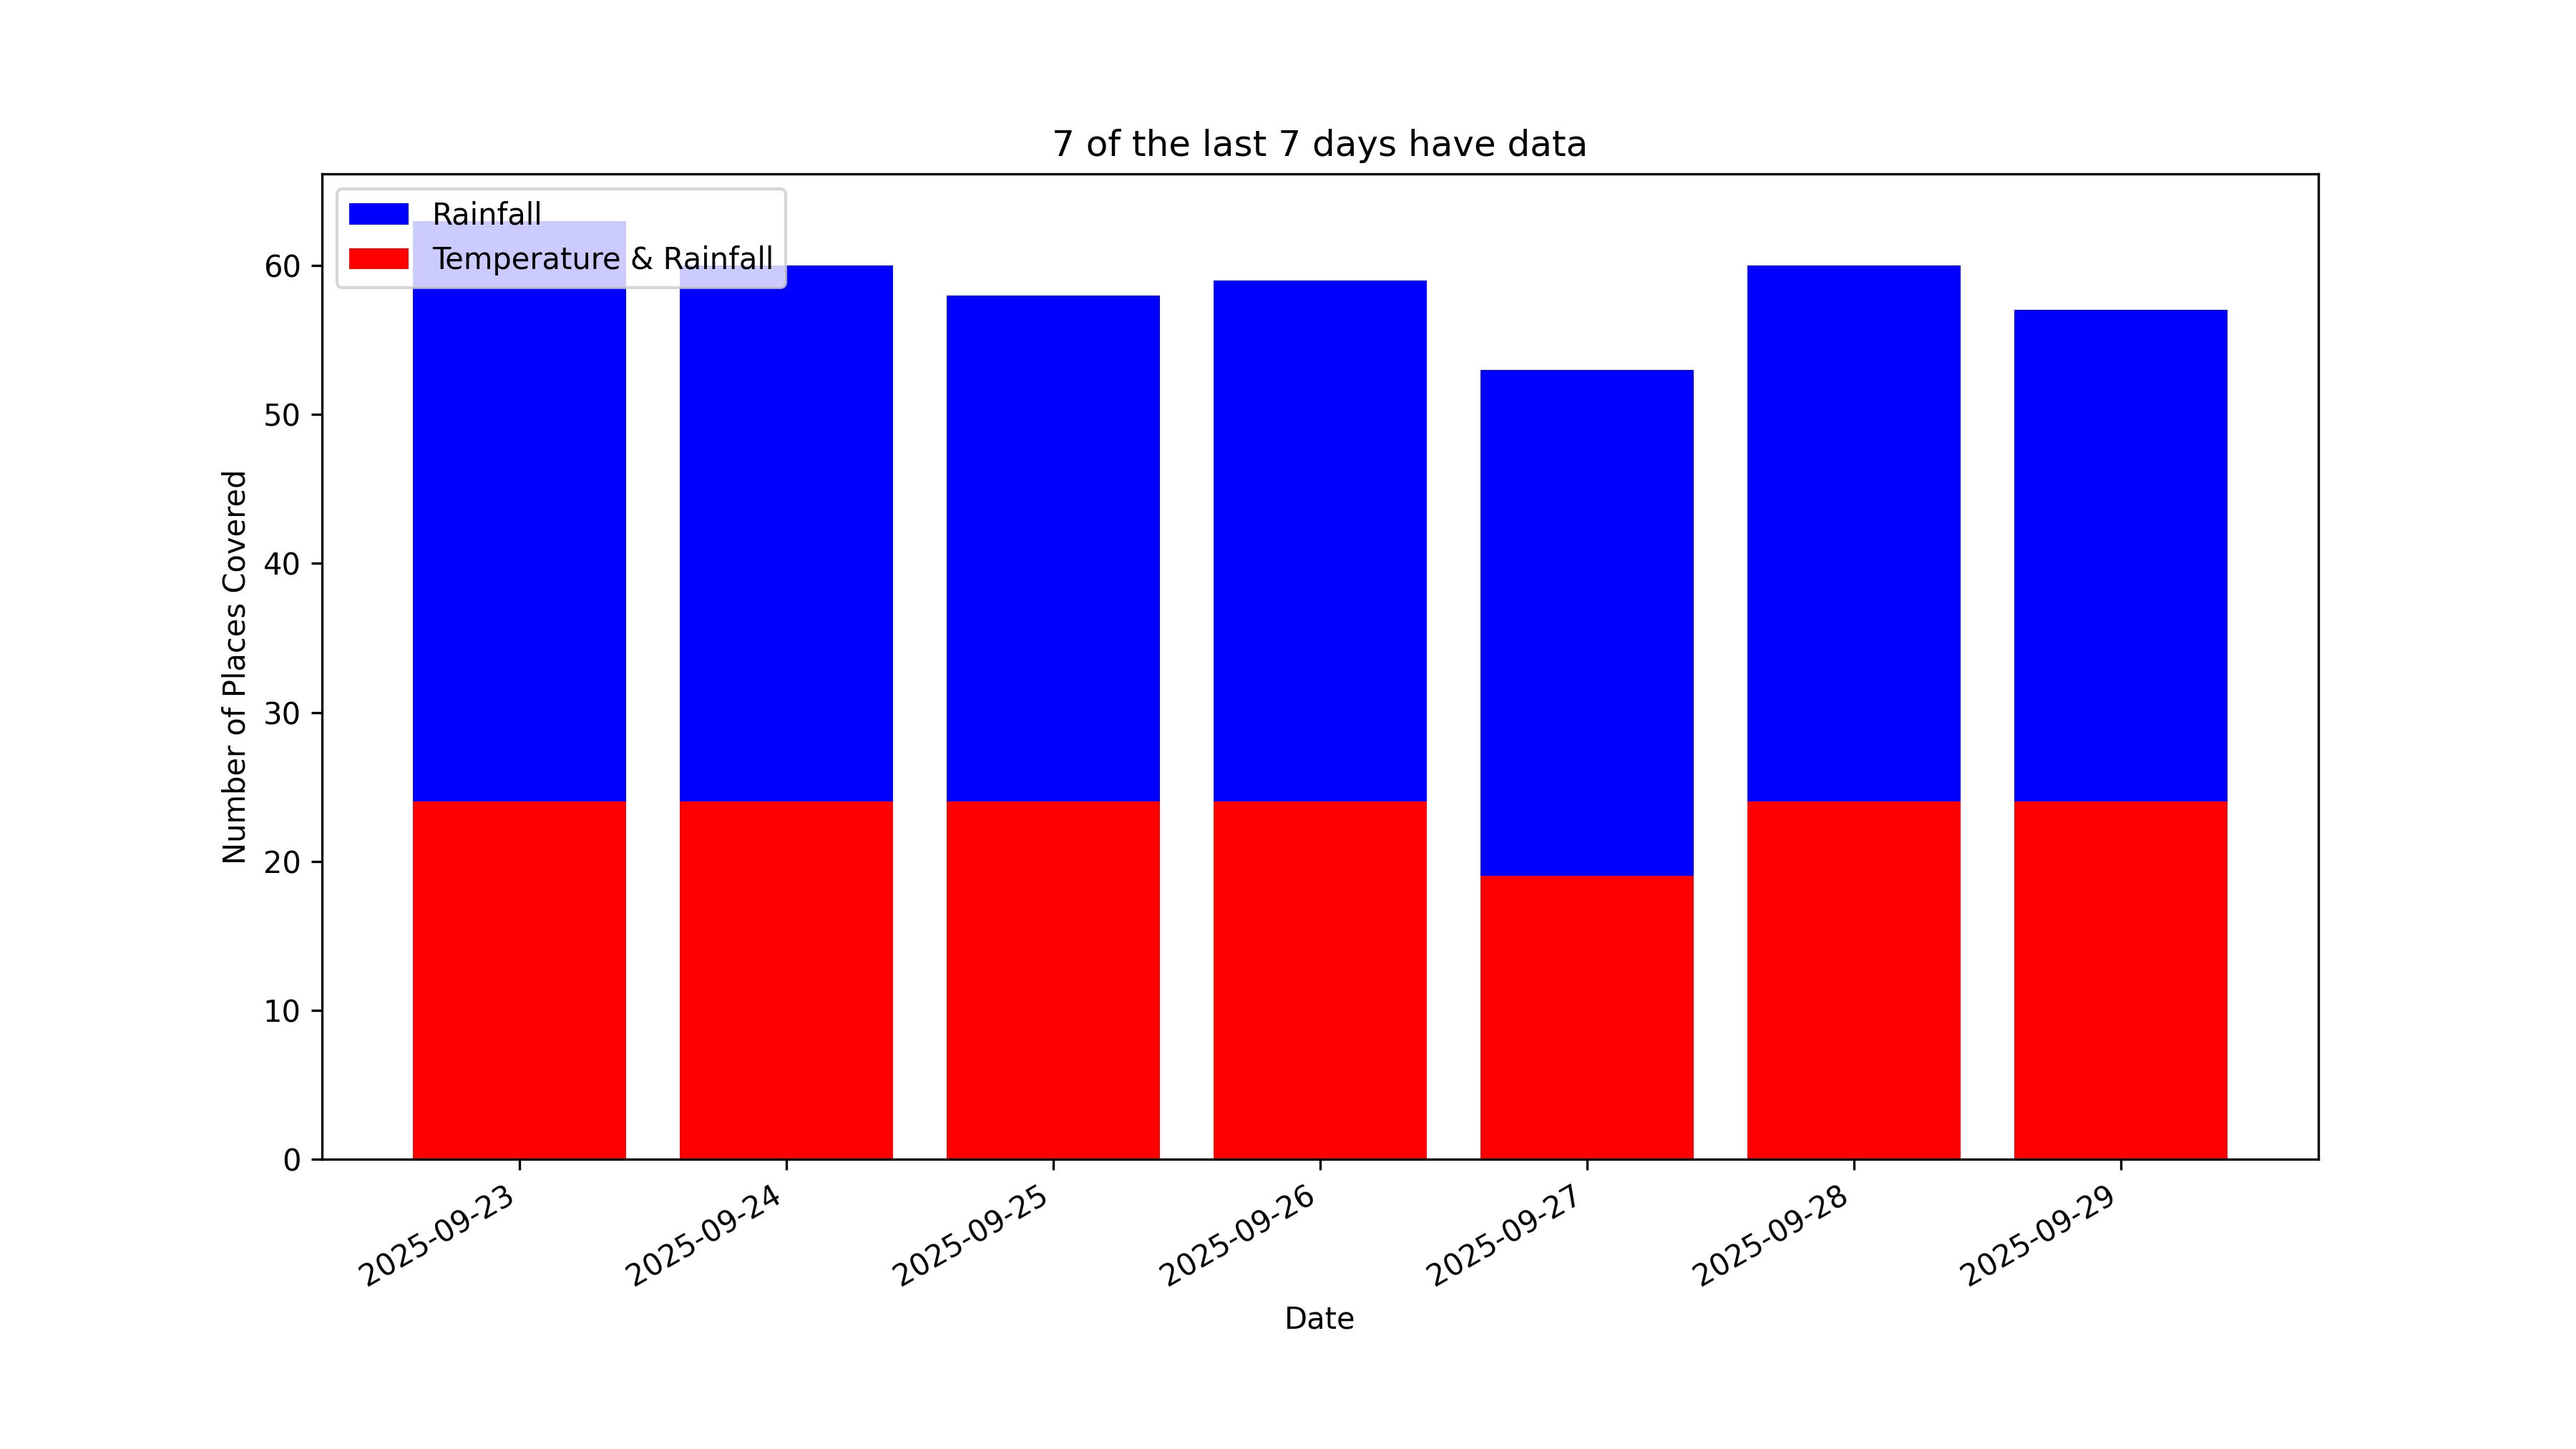 7 of the last 7 days have data
Rainfall
Temperature & Rainfall
Number of Places Covered
60
50
40
30
20
10
0
2025-09-23
2025-09-24
2025-09-25
2025-09-26
2025-09-27
2025-09-28
2025-09-29
Date